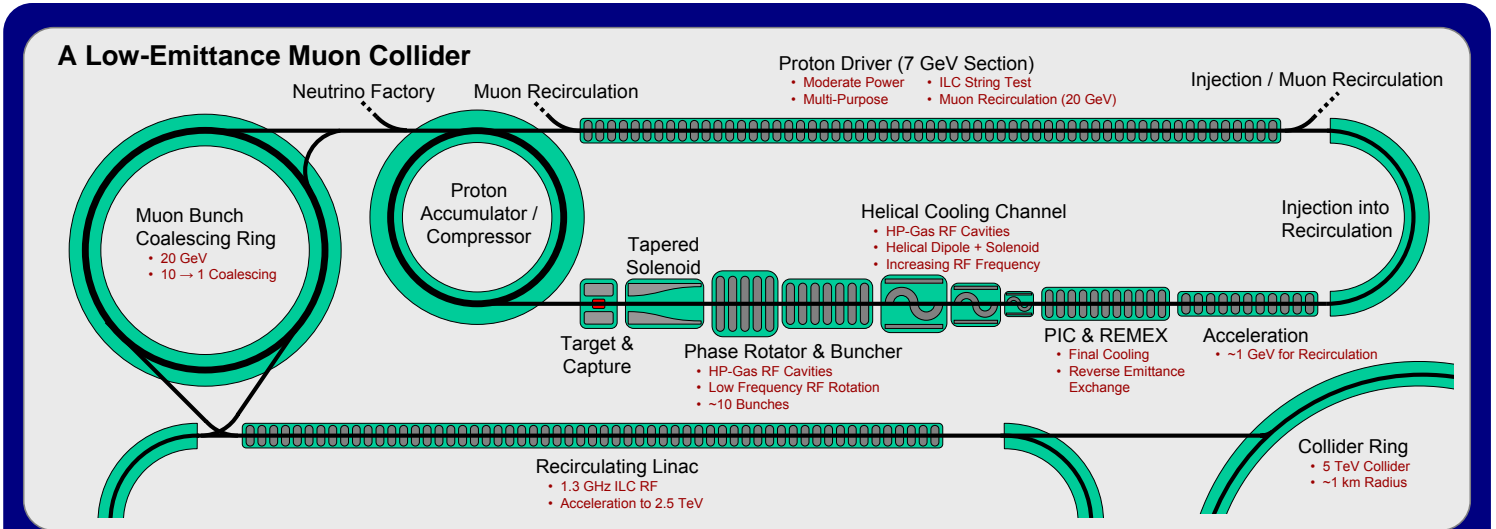 A Low-Emittance Muon Collider
Neutrino Factory
Muon Recirculation
Proton Driver (7 GeV Section)
• Moderate Power
• Multi-Purpose
• ILC String Test
• Muon Recirculation (20 GeV)
Injection / Muon Recirculation
Muon Bunch
Coalescing Ring
• 20 GeV
• 10 → 1 Coalescing
Proton
Accumulator /
Compressor
Injection into
Recirculation
Target &
Capture
Tapered
Solenoid
Phase Rotator & Buncher
• HP-Gas RF Cavities
• Low Frequency RF Rotation
• ~10 Bunches
Helical Cooling Channel
• HP-Gas RF Cavities
• Helical Dipole + Solenoid
• Increasing RF Frequency
PIC & REMEX
• Final Cooling
• Reverse Emittance
Exchange
Acceleration
• ~1 GeV for Recirculation
Recirculating Linac
• 1.3 GHz ILC RF
• Acceleration to 2.5 TeV
Collider Ring
• 5 TeV Collider
• ~1 km Radius